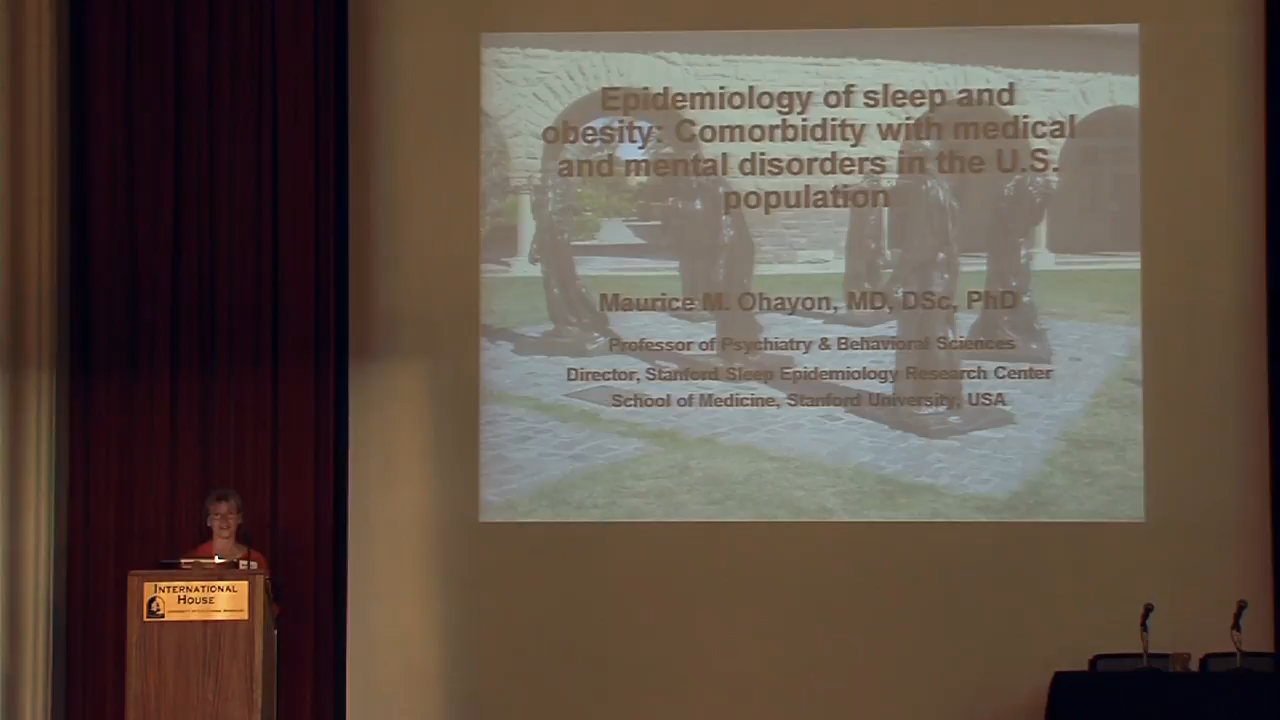 Epidemiology of sleep and
obesity: Comorbidity with medical
and mental disorders in the U.S.
population
Maurice M. Ohayon, MD, DSc, PhD
Professor of Psychiatry & Behavioral Sciences
Director, Stanford Sleep Epidemiology Research Center
School of Medicine, Stanford University, USA
INTERNATIONAL
HOUSE